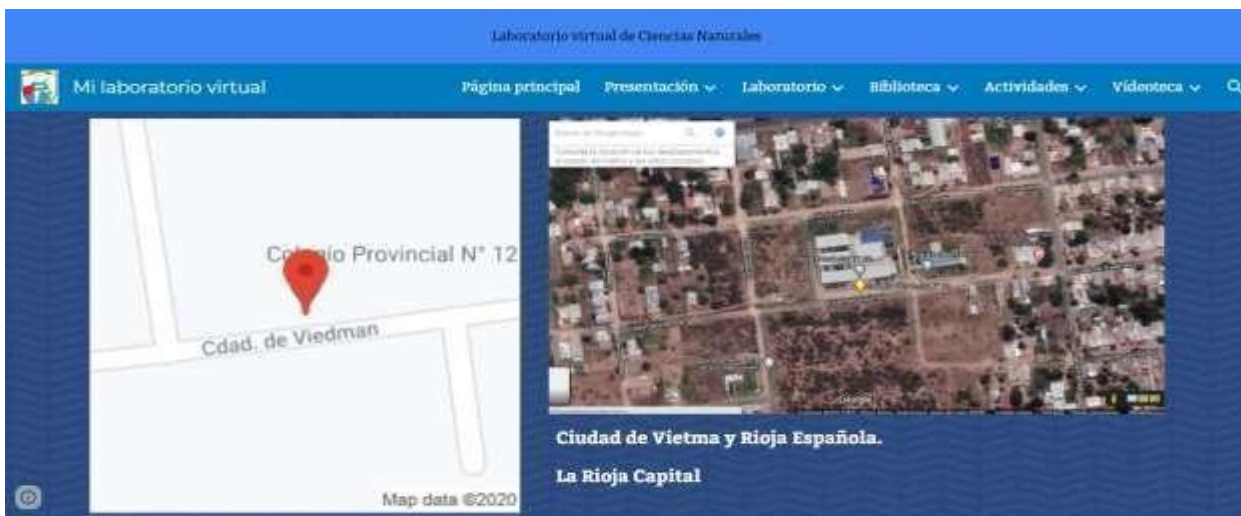 Laboratorio virtual de Ciencias Naturales
Mi laboratorio virtual
Página principal
Presentación
Laboratorio
Biblioteca
Actividades
Vídeoteca
Colegio Provincial N° 12
Cdad. de Viedman
Map data ©2020
Ciudad de Vietma y Rioja Española.
La Rioja Capital